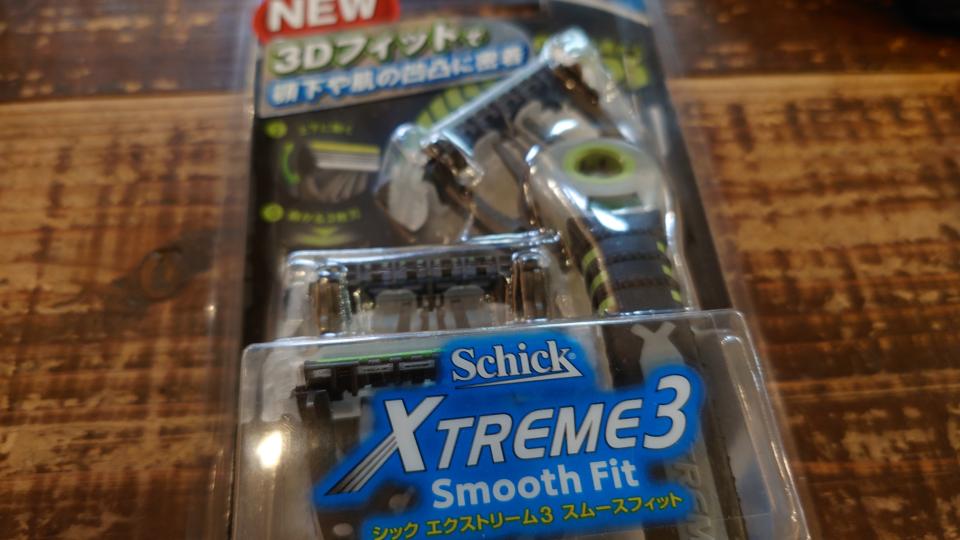 NEW
3Dフィットで
顎下や肌の凹凸に密着
Schick
XTREME3
Smooth Fit
シック エクストリーム3 スムースフィット